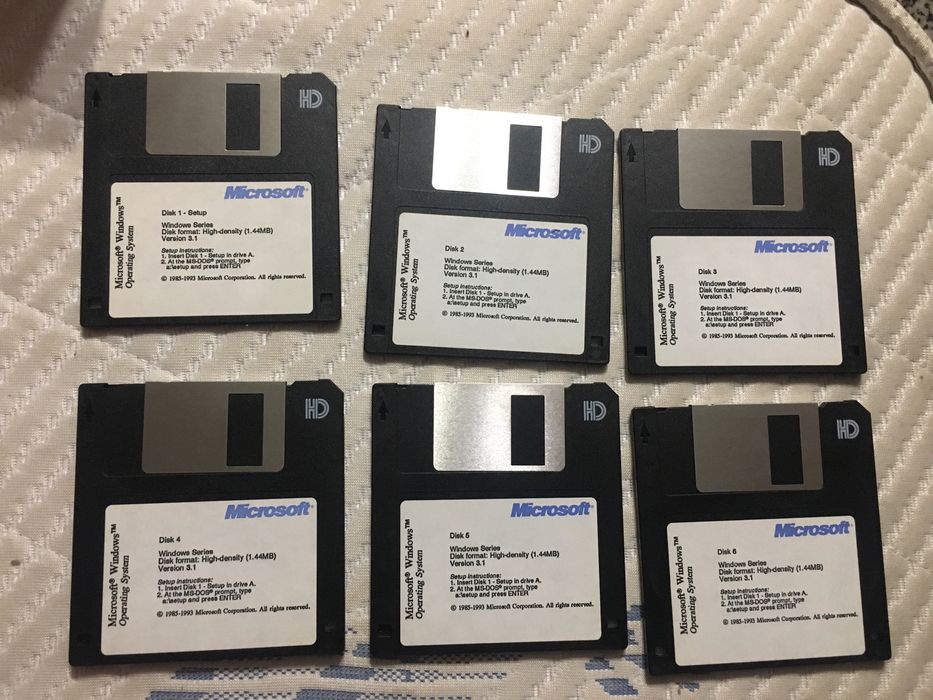 HD
Microsoft®
Microsoft® Windows™
Operating System
Disk 1 - Setup
Windows Series
Disk format: High-density (1.44MB)
Version 3.1
Setup Instructions:
1. Insert Disk 1 - Setup in drive A.
2. At the MS-DOS® prompt, type
a:\setup and press ENTER
© 1985-1993 Microsoft Corporation. All rights reserved.
HD
Microsoft®
Microsoft® Windows™
Operating System
Disk 2
Windows Series
Disk format: High-density (1.44MB)
Version 3.1
Setup Instructions:
1. Insert Disk 1 - Setup in drive A.
2. At the MS-DOS® prompt, type
a:\setup and press ENTER
© 1985-1993 Microsoft Corporation. All rights reserved.
HD
Microsoft®
Microsoft® Windows™
Operating System
Disk 3
Windows Series
Disk format: High-density (1.44MB)
Version 3.1
Setup Instructions:
1. Insert Disk 1 - Setup in drive A.
2. At the MS-DOS® prompt, type
a:\setup and press ENTER
© 1985-1993 Microsoft Corporation. All rights reserved.
HD
Microsoft®
Microsoft® Windows™
Operating System
Disk 4
Windows Series
Disk format: High-density (1.44MB)
Version 3.1
Setup Instructions:
1. Insert Disk 1 - Setup in drive A.
2. At the MS-DOS® prompt, type
a:\setup and press ENTER
© 1985-1993 Microsoft Corporation. All rights reserved.
HD
Microsoft®
Microsoft® Windows™
Operating System
Disk 5
Windows Series
Disk format: High-density (1.44MB)
Version 3.1
Setup Instructions:
1. Insert Disk 1 - Setup in drive A.
2. At the MS-DOS® prompt, type
a:\setup and press ENTER
© 1985-1993 Microsoft Corporation. All rights reserved.
HD
Microsoft®
Microsoft® Windows™
Operating System
Disk 6
Windows Series
Disk format: High-density (1.44MB)
Version 3.1
Setup Instructions:
1. Insert Disk 1 - Setup in drive A.
2. At the MS-DOS® prompt, type
a:\setup and press ENTER
© 1985-1993 Microsoft Corporation. All rights reserved.